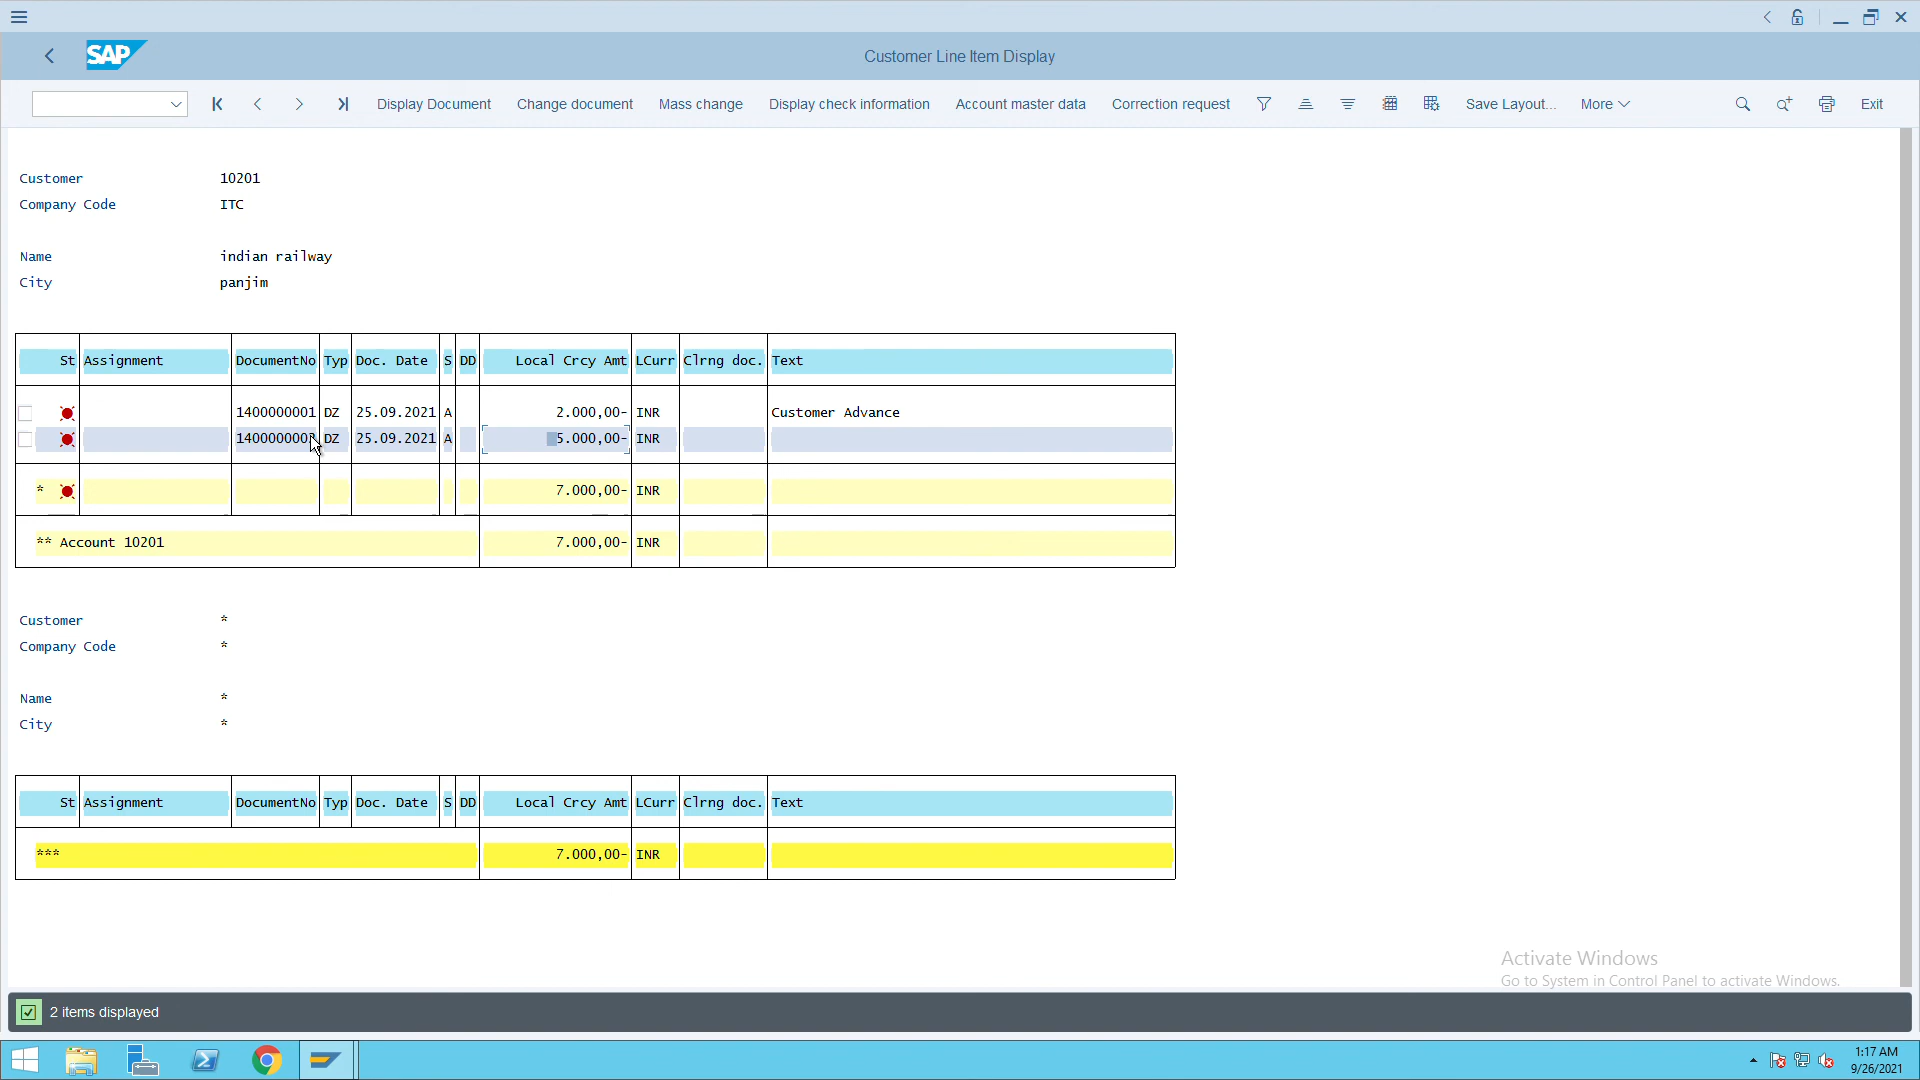 SAP
Customer Line Item Display
Display Document Change document Mass change Display check information Account master data Correction request Save Layout... More Exit
Customer 10201
Company Code ITC
Name indian railway
City panjim
St Assignment DocumentNo Typ Doc. Date S DD Local Crcy Amt LCurr Clrng doc. Text
1400000001 DZ 25.09.2021 A 2.000,00- INR Customer Advance
DZ 25.09.2021 A 5.000,00- INR
* 7.000,00- INR
** Account 10201 7.000,00- INR
Customer *
Company Code *
Name *
City *
St Assignment DocumentNo Typ Doc. Date S DD Local Crcy Amt LCurr Clrng doc. Text
*** 7.000,00- INR
Activate Windows
Go to System in Control Panel to activate Windows.
2 items displayed
1:17 AM
9/26/2021